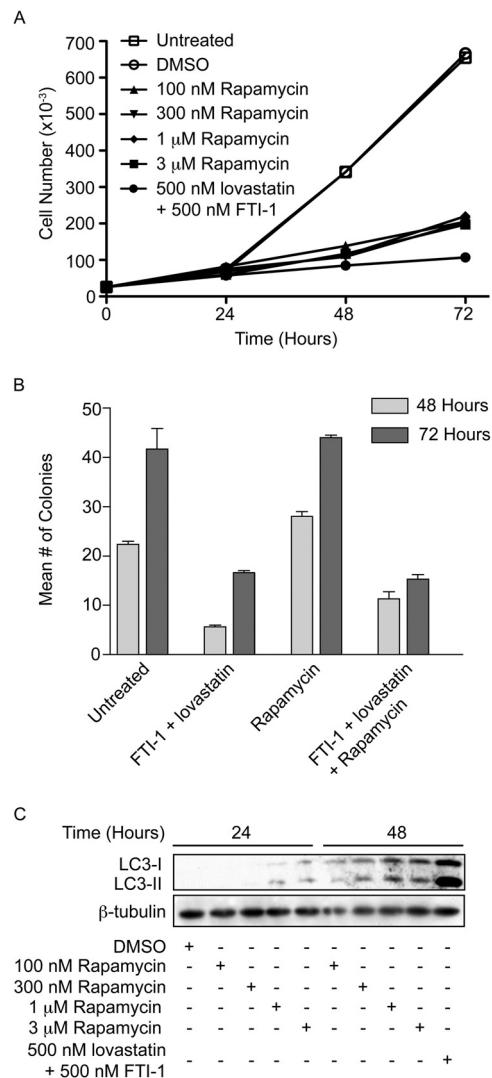 A
Untreated
DMSO
100 nM Rapamycin
300 nM Rapamycin
1 µM Rapamycin
3 µM Rapamycin
500 nM lovastatin
+ 500 nM FTI-1
Cell Number (x10-3)
700
600
500
400
300
200
100
0
0 24 48 72
Time (Hours)
B
48 Hours
72 Hours
Mean # of Colonies
50
40
30
20
10
0
Untreated
FTI-1 + lovastatin
Rapamycin
FTI-1 + lovastatin
+ Rapamycin
C
Time (Hours) 24 48
LC3-I
LC3-II
β-tubulin
DMSO + - - - - - - - - -
100 nM Rapamycin - + - - - + - - - -
300 nM Rapamycin - - + - - - + - - -
1 µM Rapamycin - - - + - - - + - -
3 µM Rapamycin - - - - + - - - + -
500 nM lovastatin
+ 500 nM FTI-1 - - - - - - - - - +